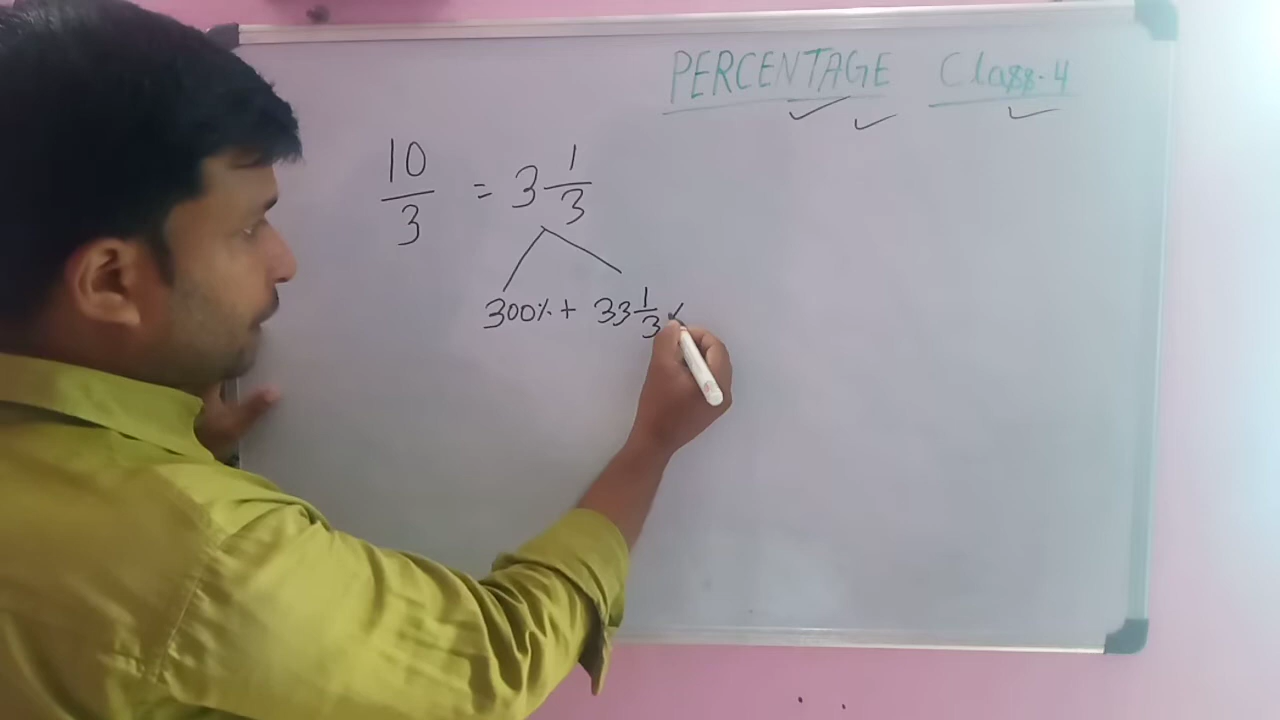 PERCENTAGE Class-4
10/3 = 3 1/3
300% + 33 1/3